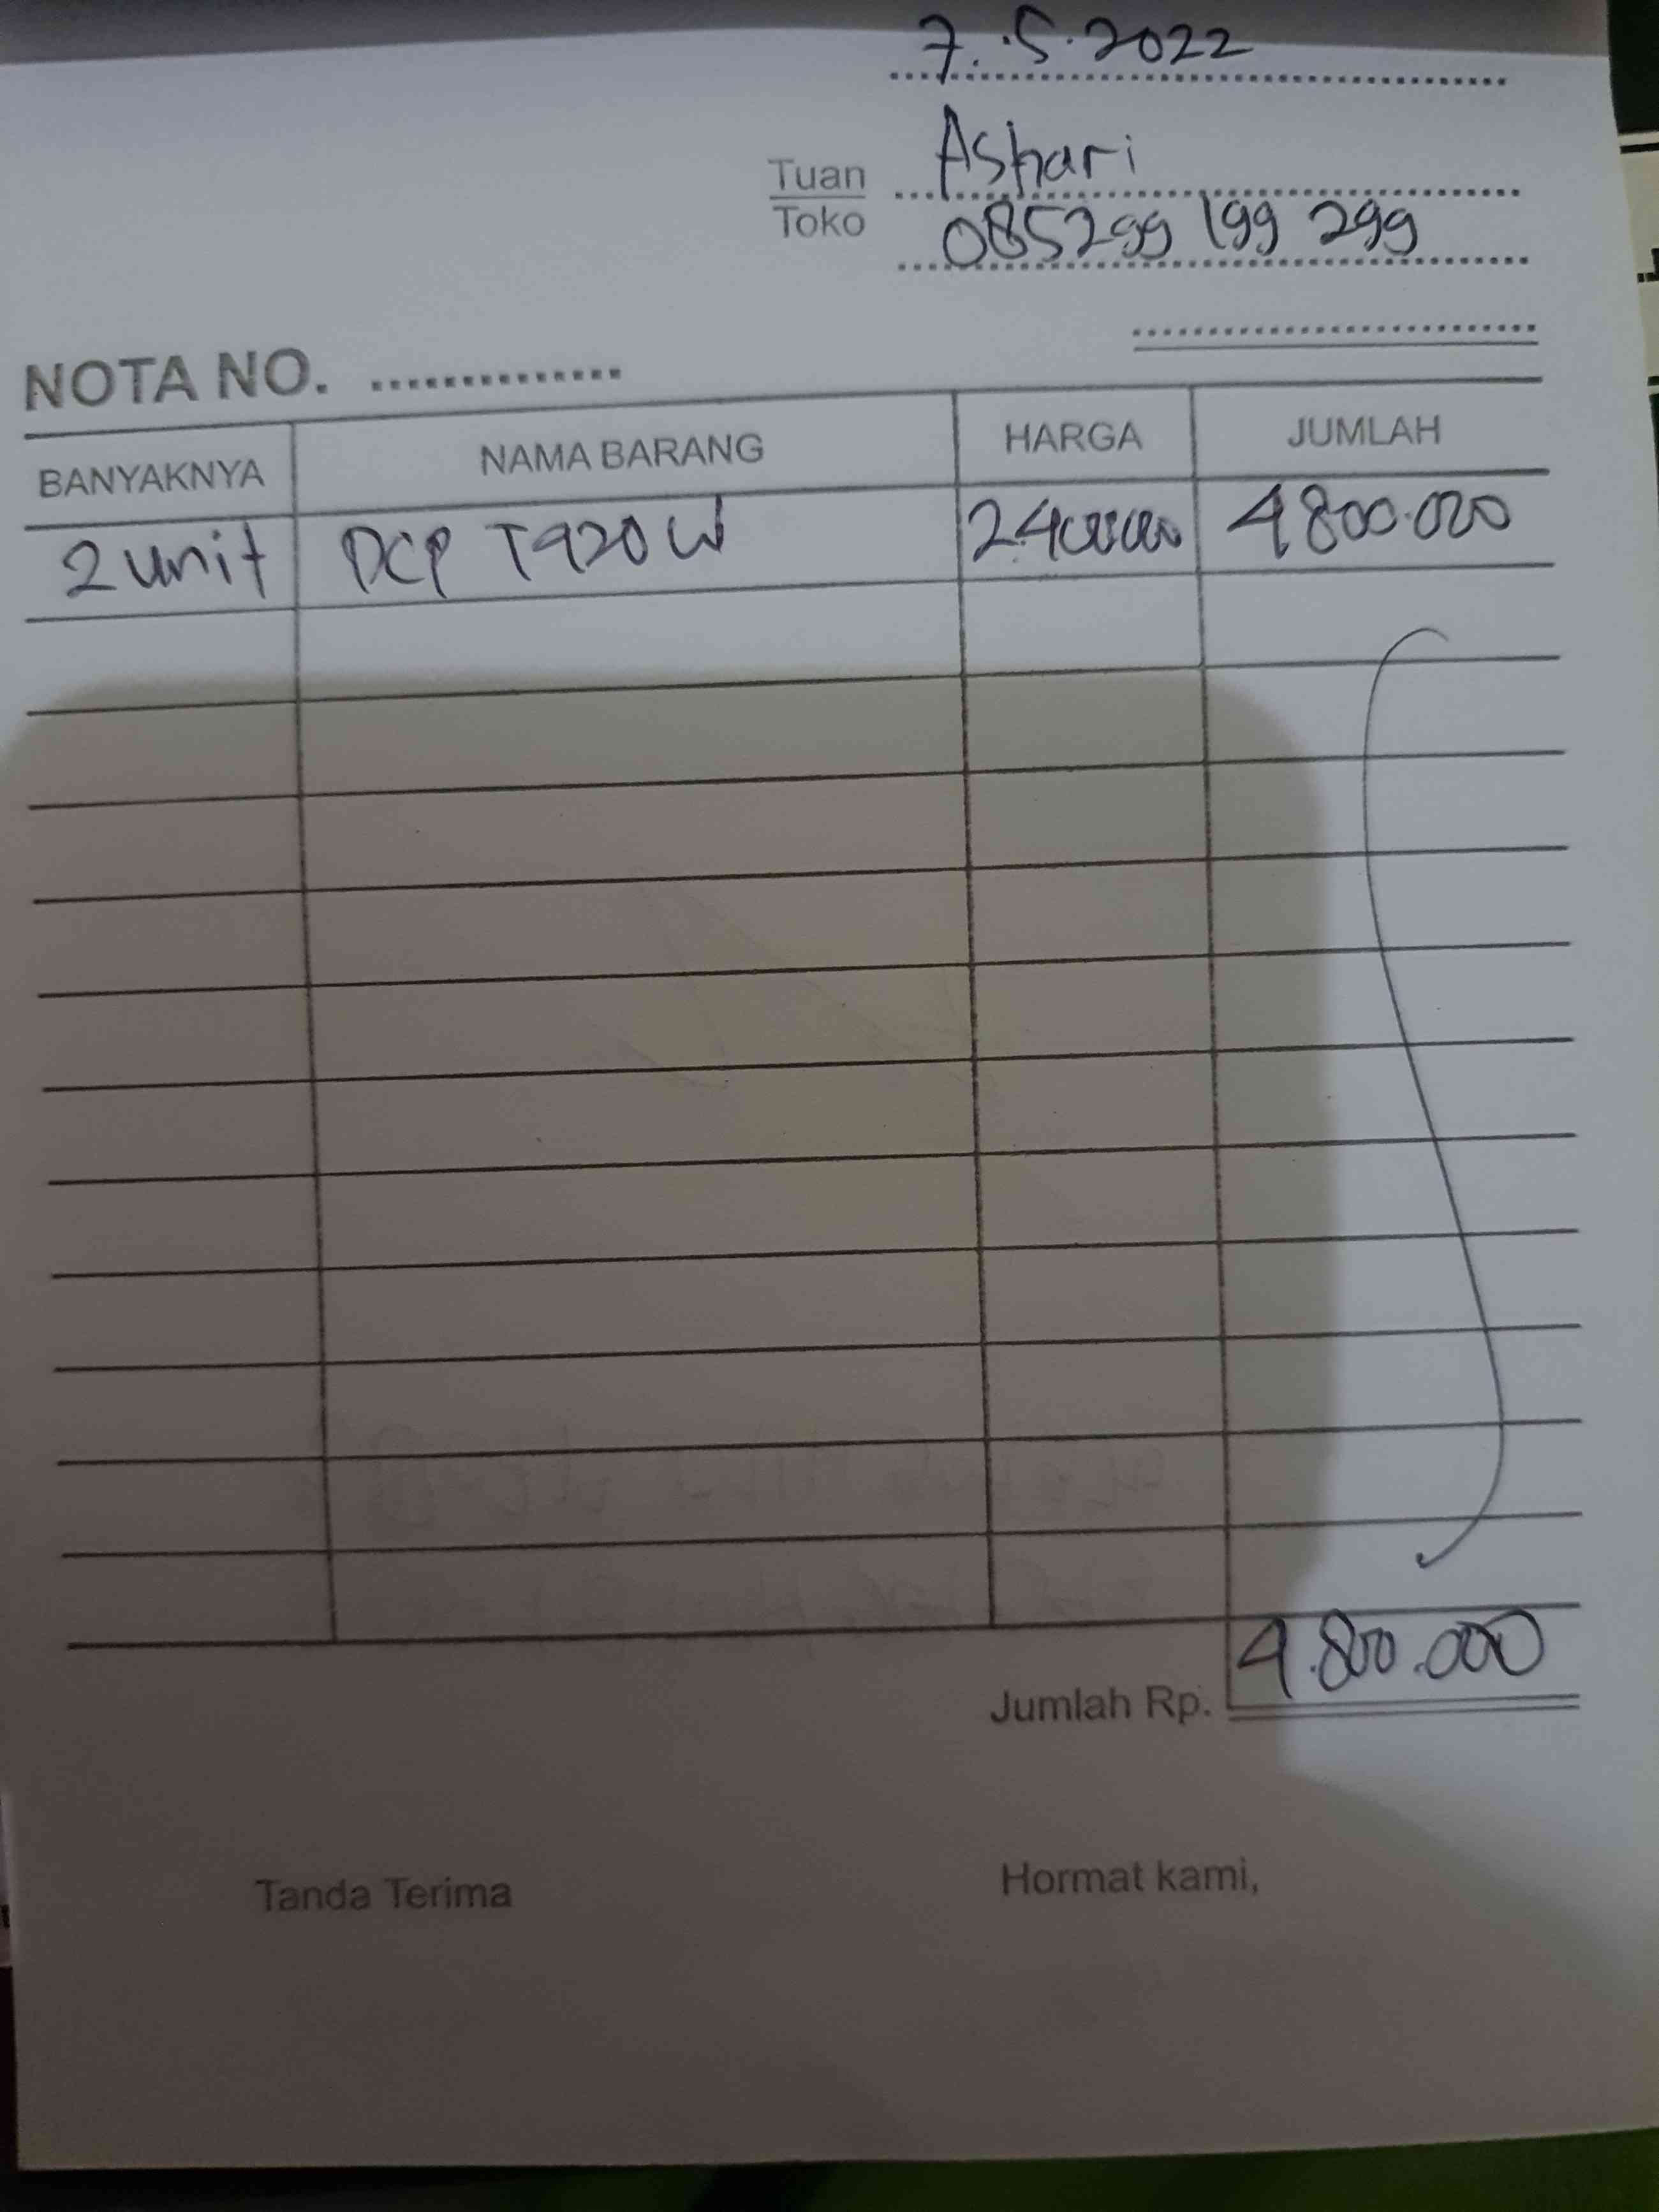 7.5.2022
Tuan Ashari
Toko 085299 199 299
NOTA NO. ..............
BANYAKNYA NAMA BARANG HARGA JUMLAH
2 unit DCP T920W 2.400.000 4.800.000
Jumlah Rp. 4.800.000
Tanda Terima Hormat kami,